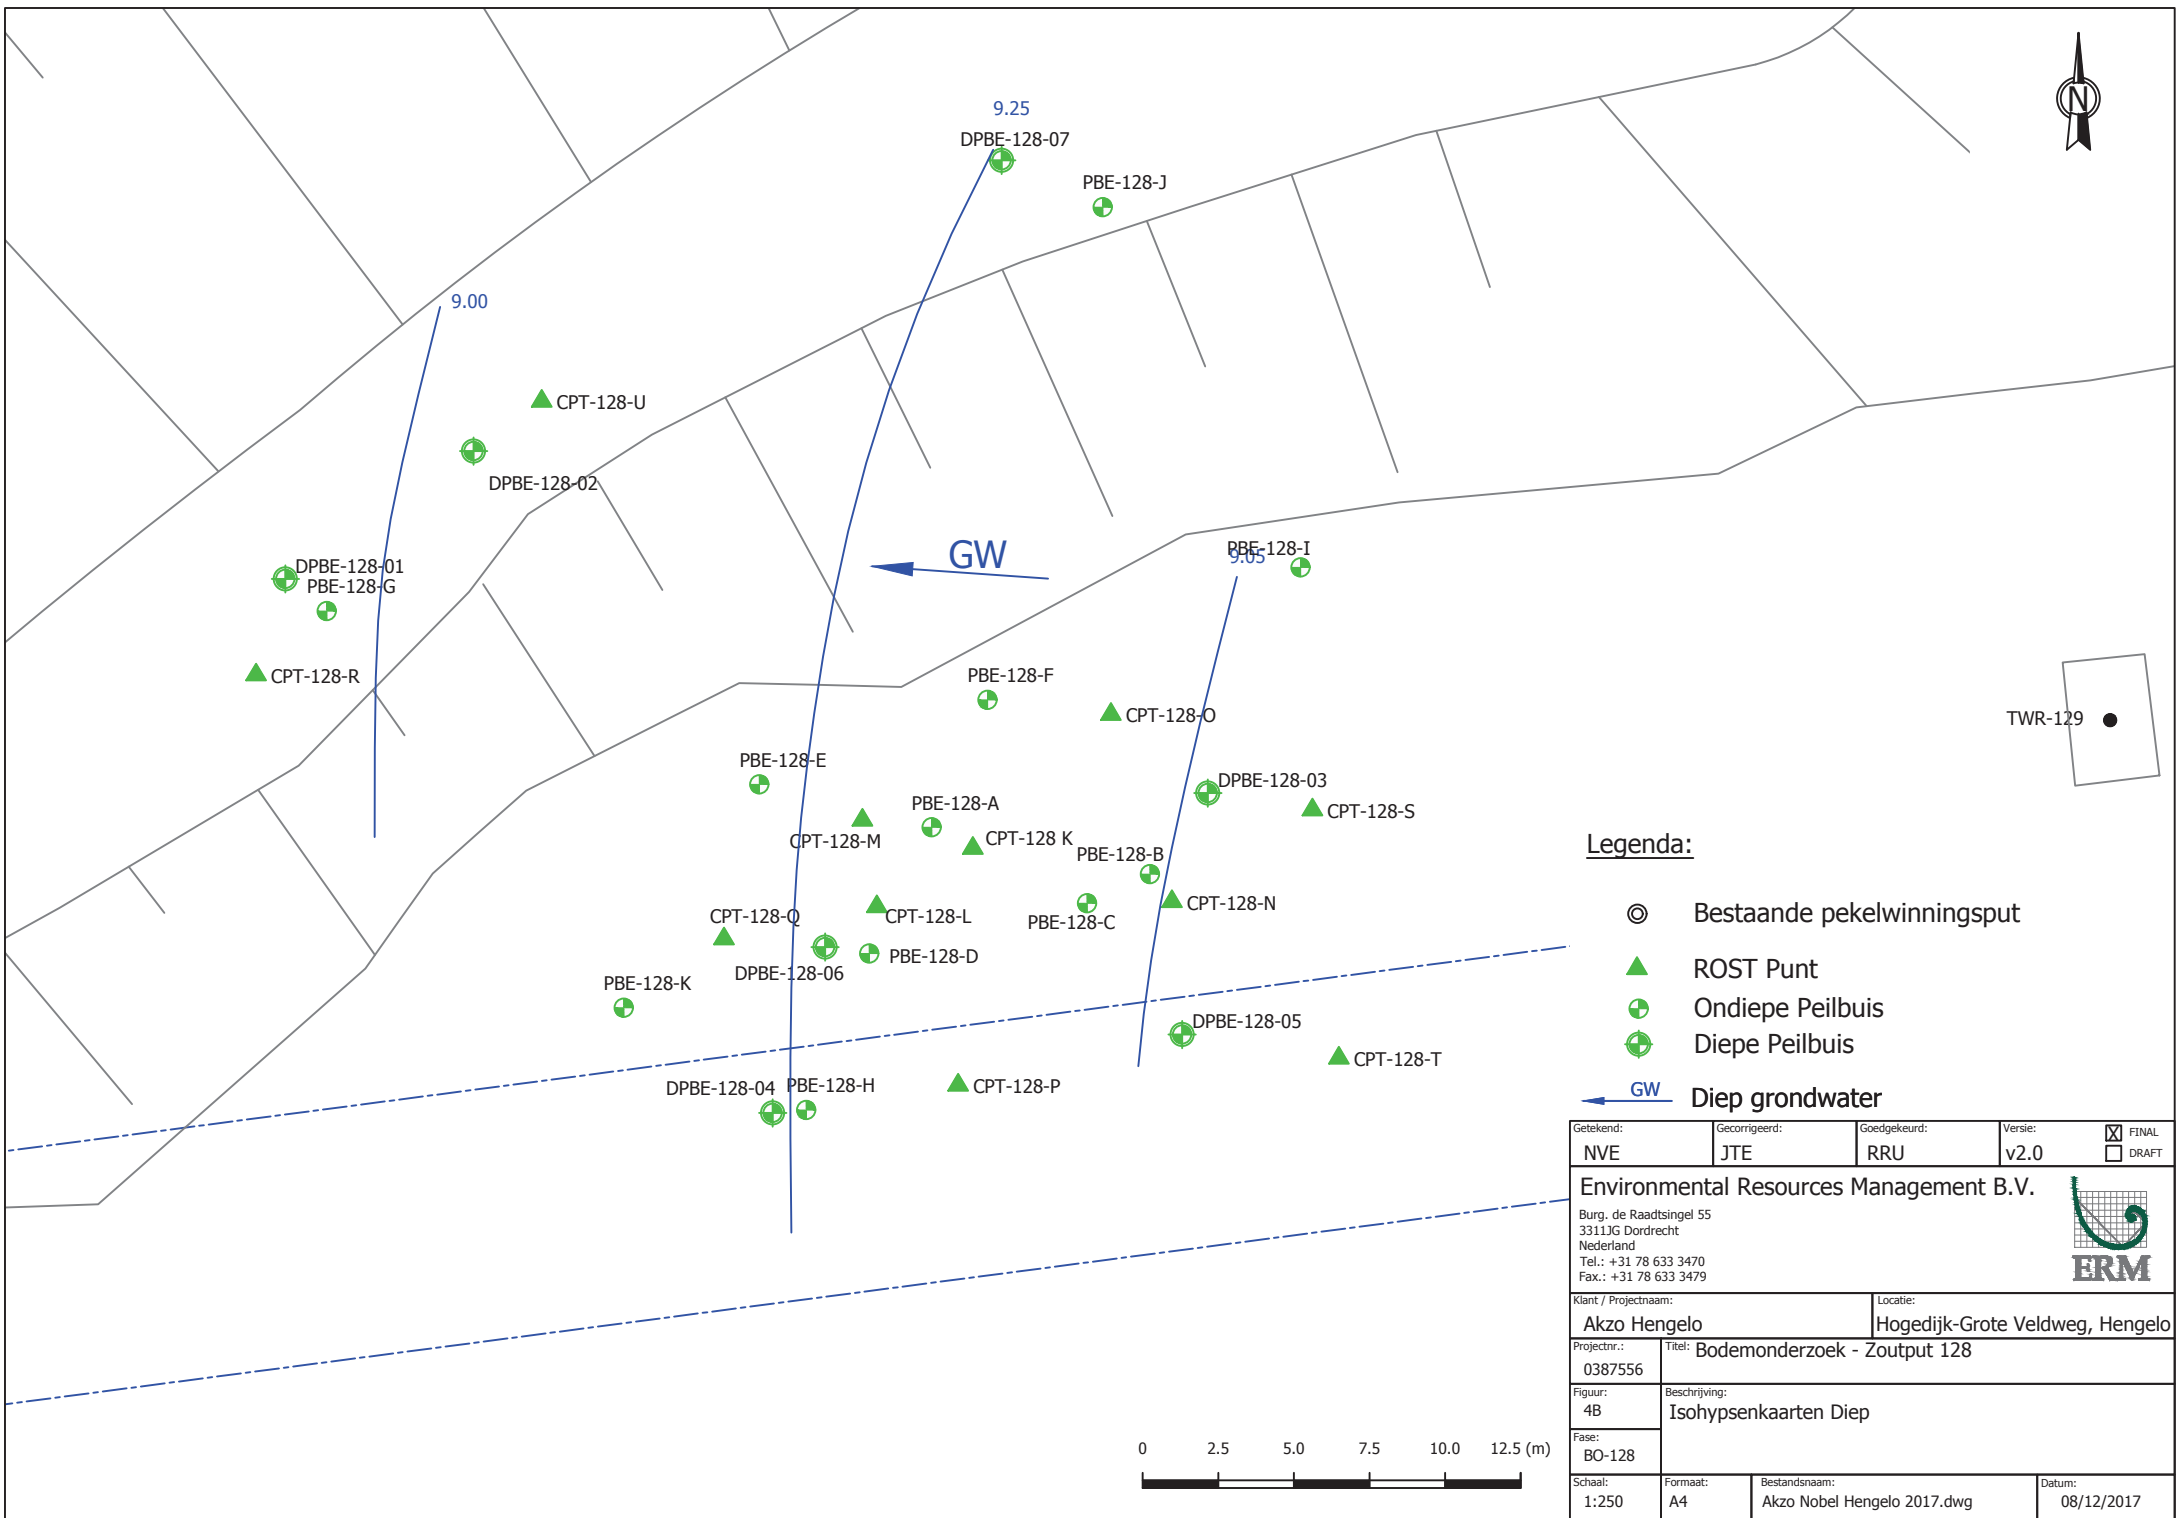 N
9.25
DPBE-128-07
PBE-128-J
9.00
CPT-128-U
DPBE-128-02
GW
PBE-128-I
9.05
DPBE-128-01
PBE-128-G
CPT-128-R
PBE-128-F
CPT-128-O
TWR-129
PBE-128-E
DPBE-128-03
PBE-128-A
CPT-128-S
CPT-128-M
CPT-128 K
PBE-128-B
CPT-128-N
CPT-128-Q
CPT-128-L
PBE-128-C
PBE-128-D
DPBE-128-06
PBE-128-K
DPBE-128-05
CPT-128-T
DPBE-128-04
PBE-128-H
CPT-128-P
Legenda:
Bestaande pekelwinningsput
ROST Punt
Ondiepe Peilbuis
Diepe Peilbuis
GW Diep grondwater
Getekend: Gecorrigeerd: Goedgekeurd: Versie: FINAL
NVE JTE RRU v2.0 DRAFT
Environmental Resources Management B.V.
Burg. de Raadtsingel 55
3311JG Dordrecht
Nederland
Tel.: +31 78 633 3470
Fax.: +31 78 633 3479
ERM
Klant / Projectnaam: Locatie:
Akzo Hengelo Hogedijk-Grote Veldweg, Hengelo
Projectnr.: Titel: Bodemonderzoek - Zoutput 128
0387556
Figuur: Beschrijving:
4B Isohypsenkaarten Diep
Fase:
BO-128
Schaal: Formaat: Bestandsnaam: Datum:
1:250 A4 Akzo Nobel Hengelo 2017.dwg 08/12/2017
0 2.5 5.0 7.5 10.0 12.5 (m)